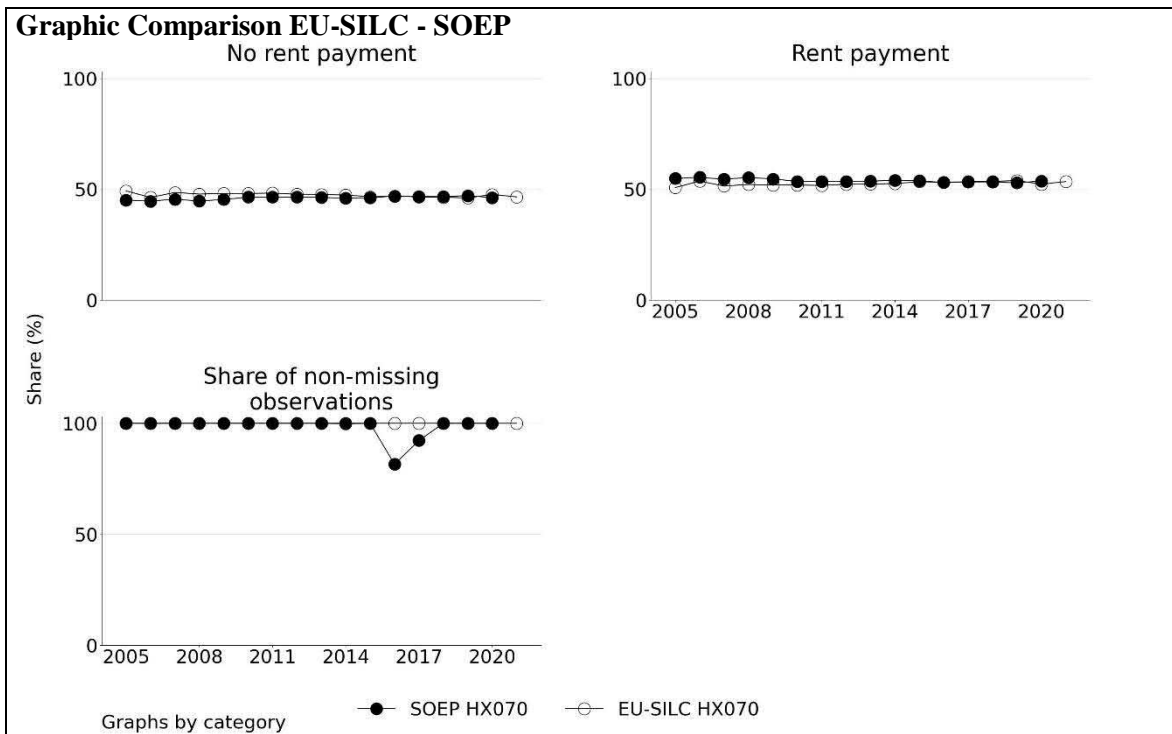 Graphic Comparison EU-SILC - SOEP
No rent payment
Rent payment
100
50
0
100
50
0
2005 2008 2011 2014 2017 2020
Share (%)
Share of non-missing
observations
100
50
0
2005 2008 2011 2014 2017 2020
SOEP HX070 EU-SILC HX070
Graphs by category